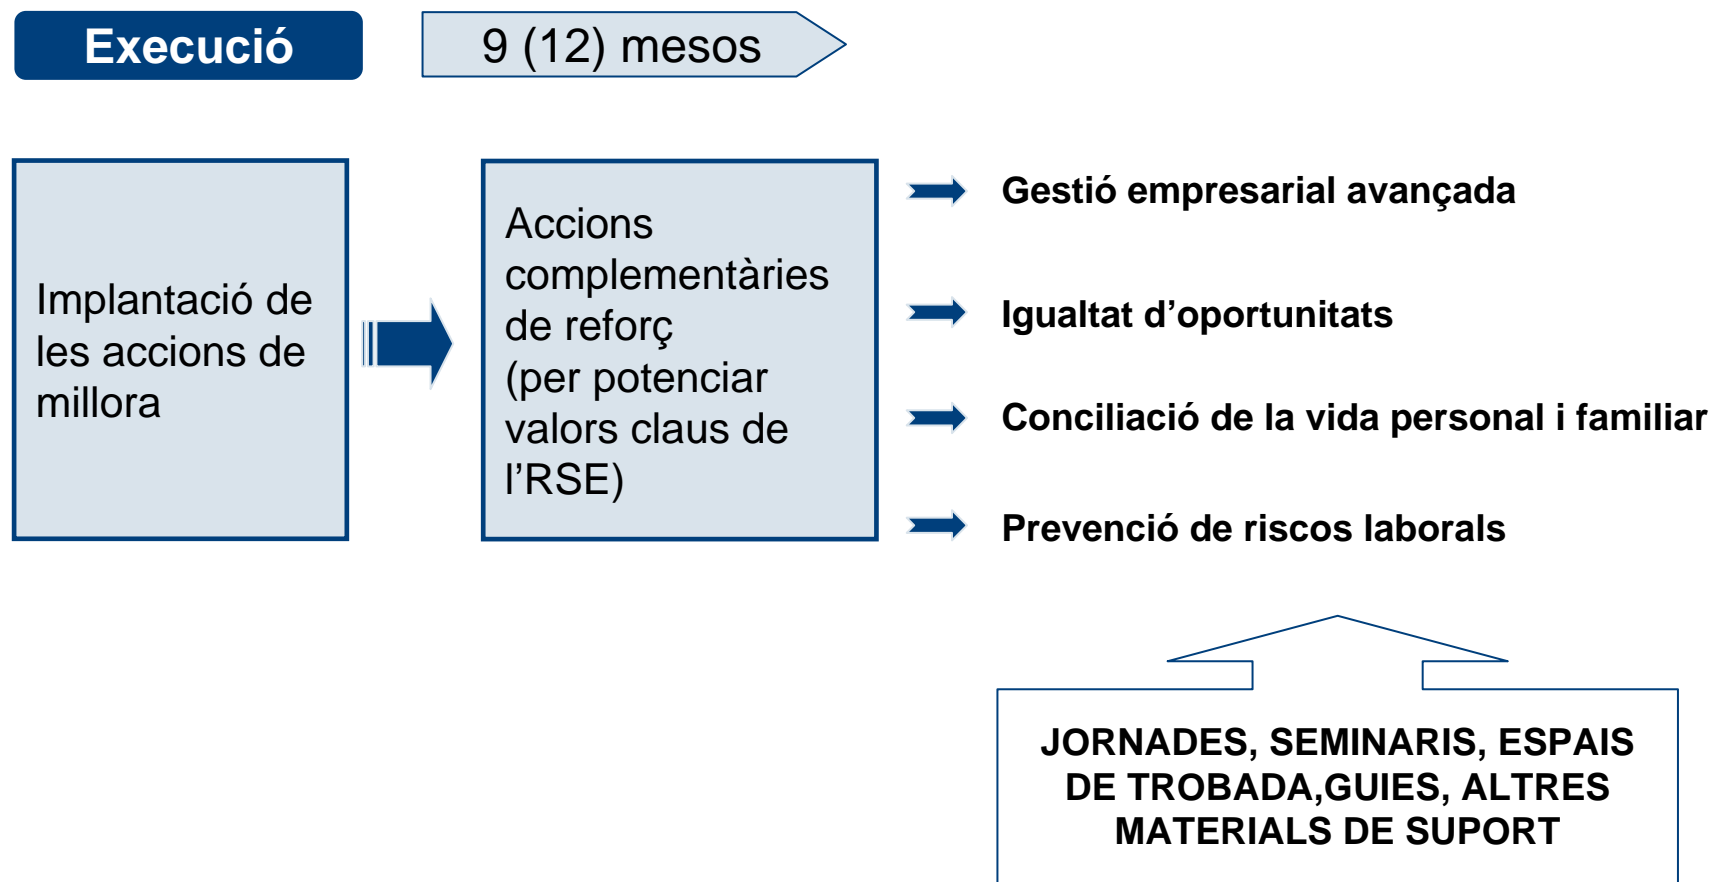 Execució
9 (12) mesos
Implantació de
les accions de
millora
Accions
complementàries
de reforç
(per potenciar
valors claus de
l’RSE)
Gestió empresarial avançada
Igualtat d’oportunitats
Conciliació de la vida personal i familiar
Prevenció de riscos laborals
JORNADES, SEMINARIS, ESPAIS
DE TROBADA,GUIES, ALTRES
MATERIALS DE SUPORT